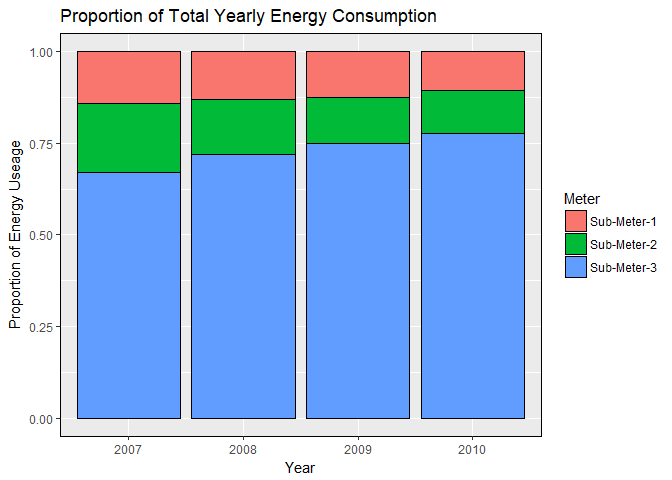 Proportion of Total Yearly Energy Consumption
1.00
0.75
0.50
0.25
0.00
Proportion of Energy Useage
2007 2008 2009 2010
Year
Meter
Sub-Meter-1
Sub-Meter-2
Sub-Meter-3